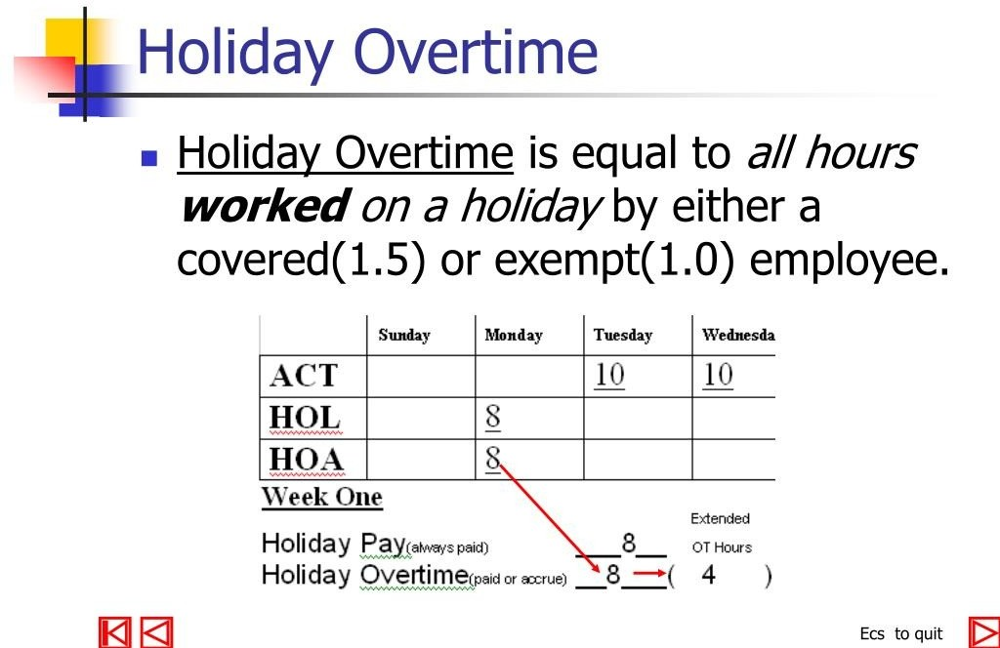 Holiday Overtime
Holiday Overtime is equal to all hours
worked on a holiday by either a
covered(1.5) or exempt(1.0) employee.
Sunday Monday Tuesday Wednesda
ACT 10 10
HOL 8
HOA 8
Week One
Extended
Holiday Pay(always paid) ___8__ OT Hours
Holiday Overtime(paid or accrue) __8___( 4 )
Ecs to quit